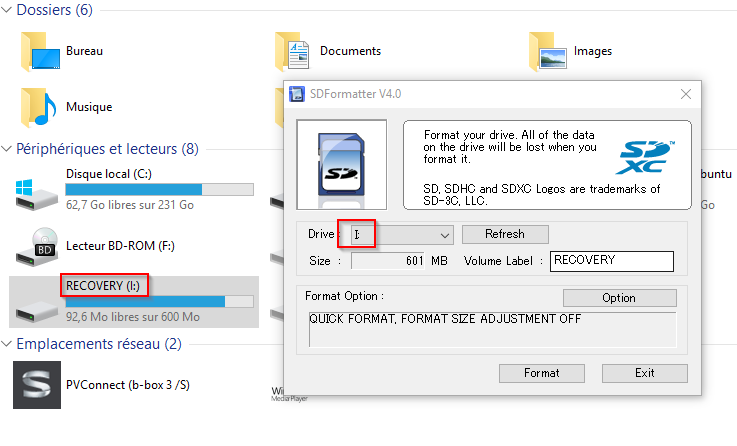 Dossiers (6)
Bureau
Documents
Images
Musique
Périphériques et lecteurs (8)
Disque local (C:)
62,7 Go libres sur 231 Go
Lecteur BD-ROM (F:)
BD
RECOVERY (I:)
92,6 Mo libres sur 600 Mo
Emplacements réseau (2)
PVConnect (b-box 3 /S)
Media Player
buntu
Go
SDFormatter V4.0
Format your drive. All of the data
on the drive will be lost when you
format it.
SD, SDHC and SDXC Logos are trademarks of
SD-3C, LLC.
SD
XC
TM
Drive :
I:
Refresh
Size :
601
MB
Volume Label :
RECOVERY
Format Option :
Option
QUICK FORMAT, FORMAT SIZE ADJUSTMENT OFF
Format
Exit